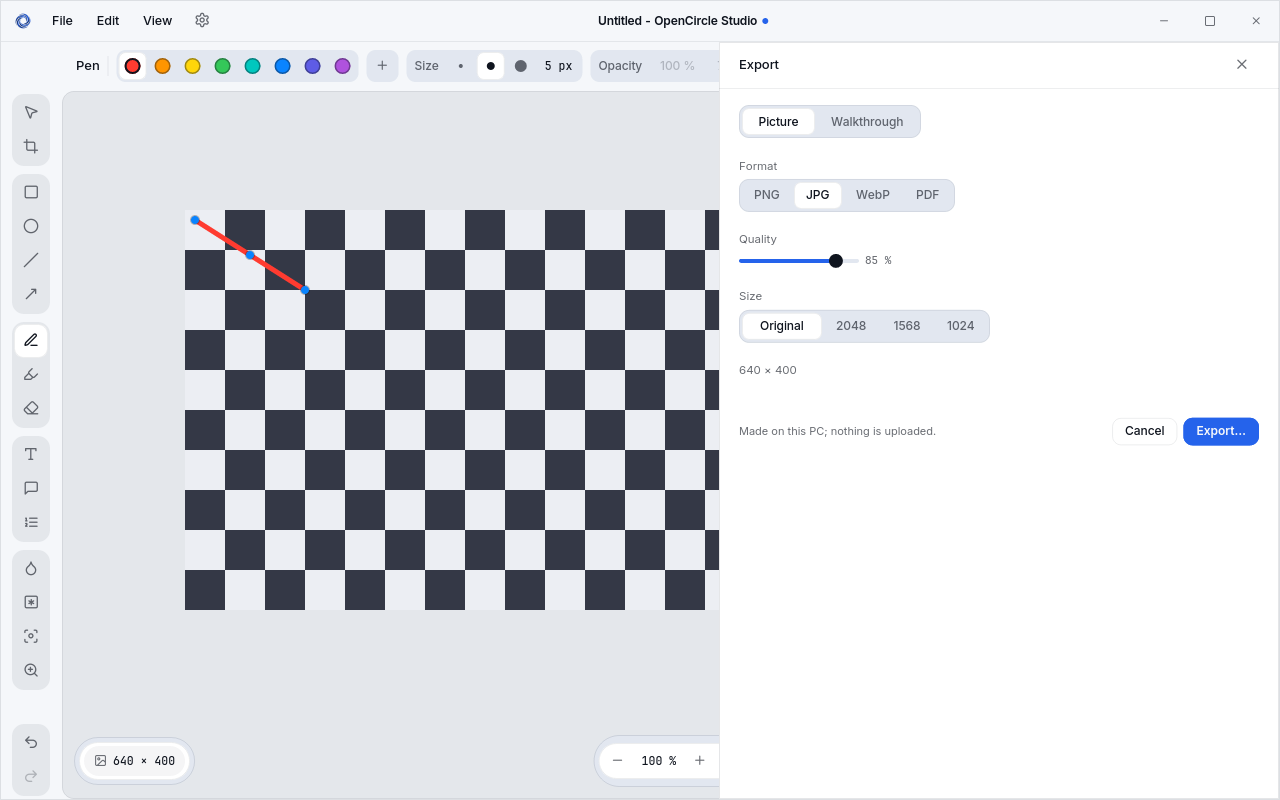 File Edit View
Untitled - OpenCircle Studio
Pen
Size
5 px
Opacity
100 %
Export
Picture
Walkthrough
Format
PNG JPG WebP PDF
Quality
85 %
Size
Original 2048 1568 1024
640 × 400
Made on this PC; nothing is uploaded.
Cancel
Export...
640 × 400
100 %